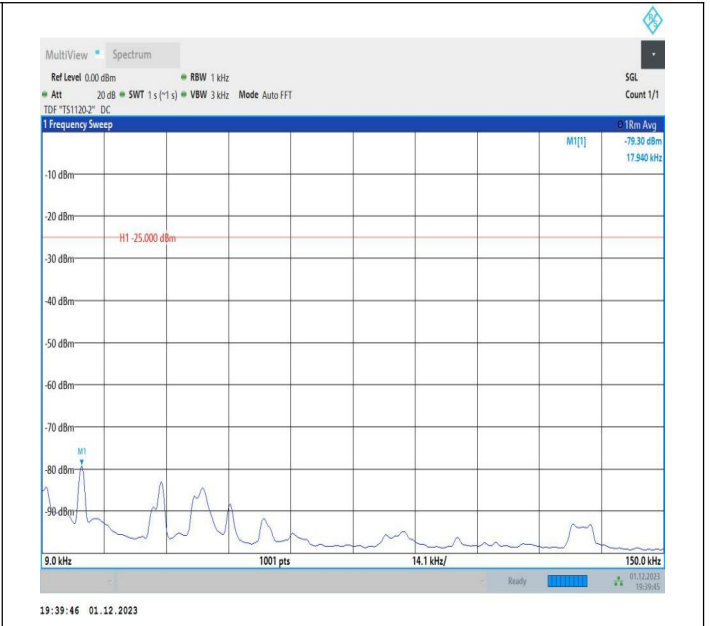 R&S
MultiView Spectrum
Ref Level 0.00 dBm RBW 1 kHz SGL
Att 20 dB SWT 1 s (~1 s) VBW 3 kHz Mode Auto FFT Count 1/1
TDF "TS1120-2" DC
1 Frequency Sweep 1Rm Avg
M1[1] -79.30 dBm
17.940 kHz
-10 dBm
-20 dBm
H1 -25.000 dBm
-30 dBm
-40 dBm
-50 dBm
-60 dBm
-70 dBm
M1
-80 dBm
-90 dBm
9.0 kHz 1001 pts 14.1 kHz/ 150.0 kHz
Ready 01.12.2023
19:39:45
19:39:46 01.12.2023